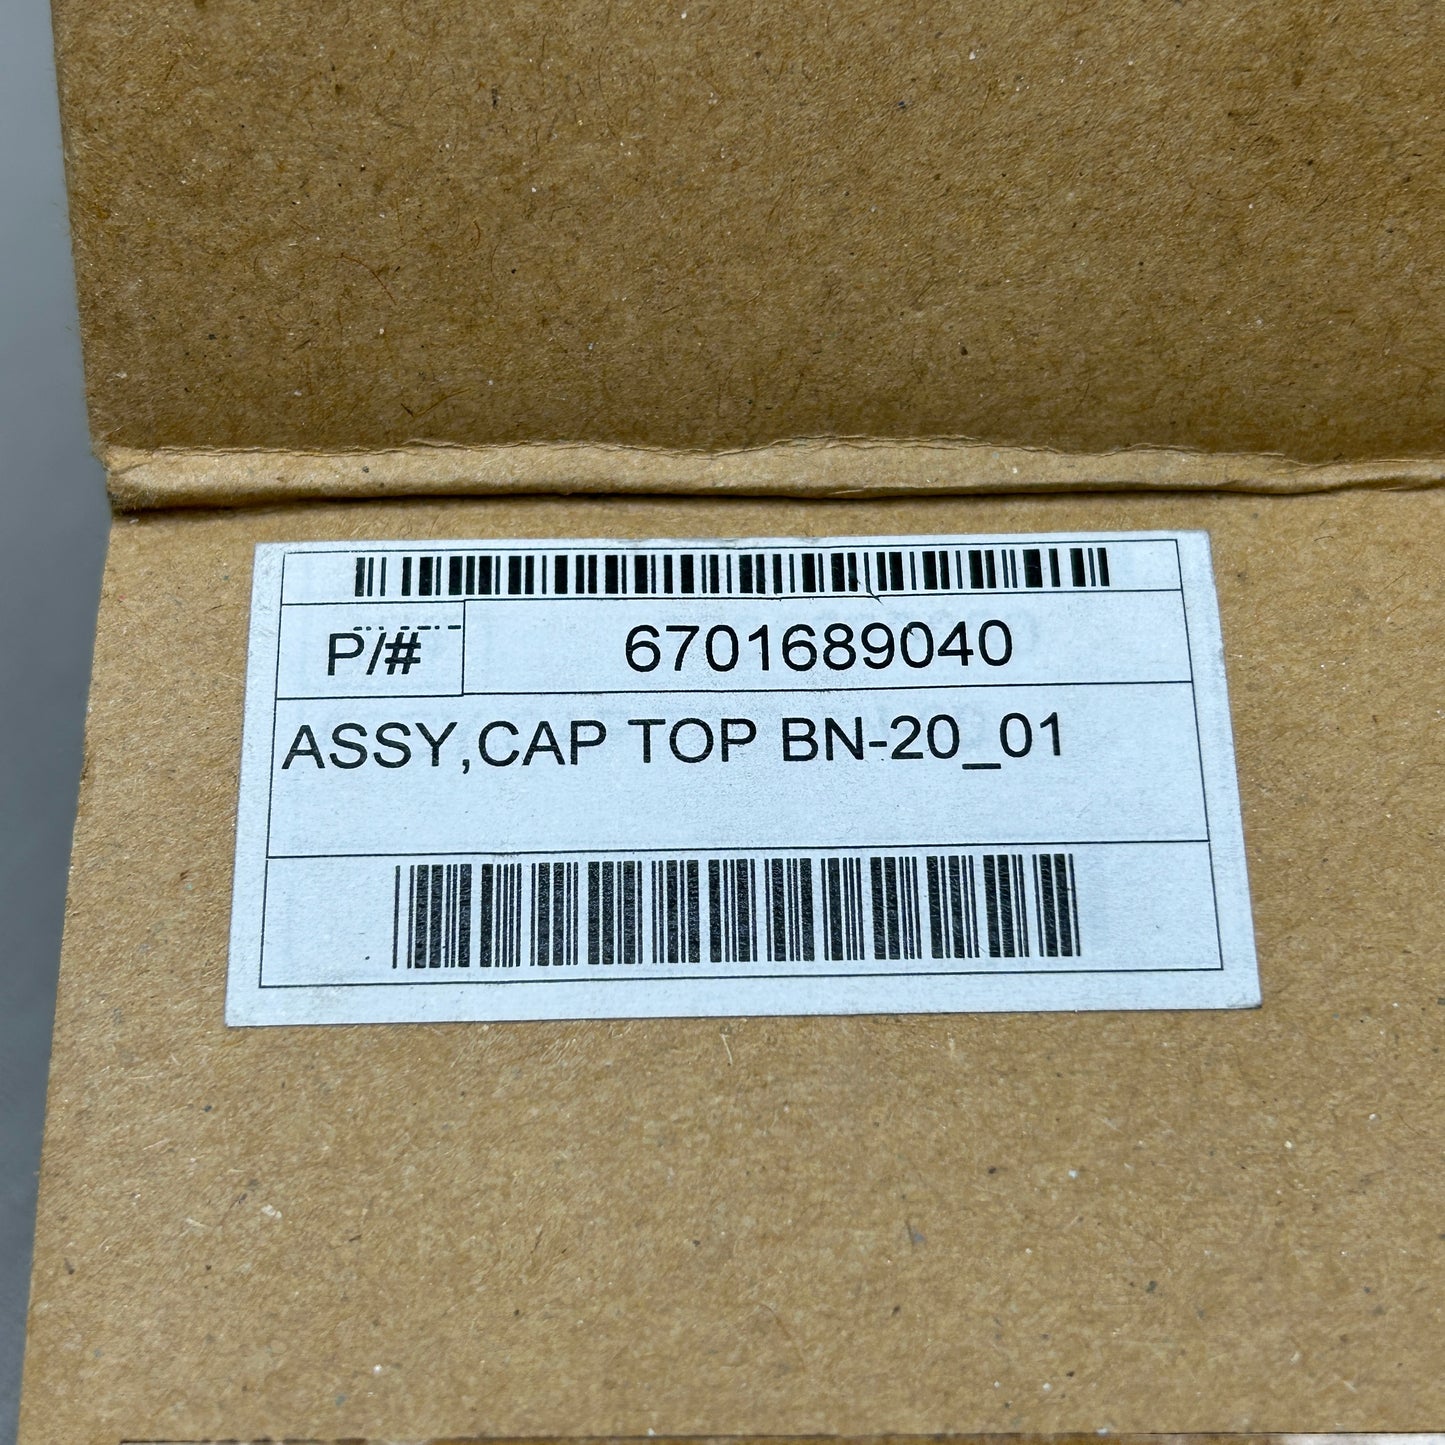 P/# 6701689040
ASSY,CAP TOP BN-20_01